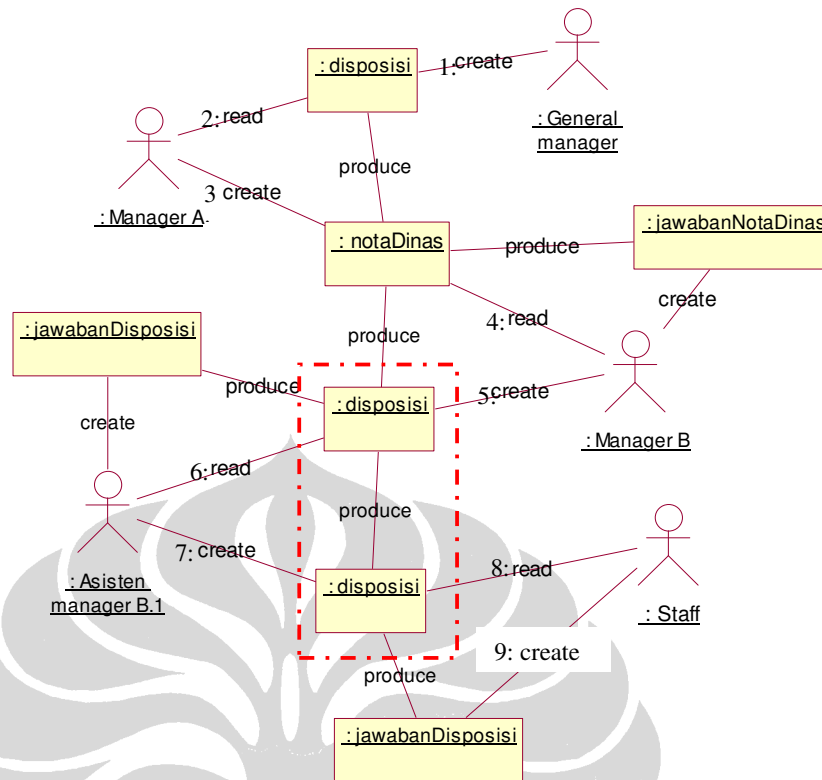 : disposisi
1: create
: General
manager
2: read
produce
3 create
: Manager A
: notaDinas
produce
: jawabanNotaDinas
create
4: read
produce
: jawabanDisposisi
produce
: disposisi
5: create
: Manager B
create
6: read
produce
7: create
: Asisten
manager B.1
: disposisi
8: read
: Staff
9: create
produce
: jawabanDisposisi